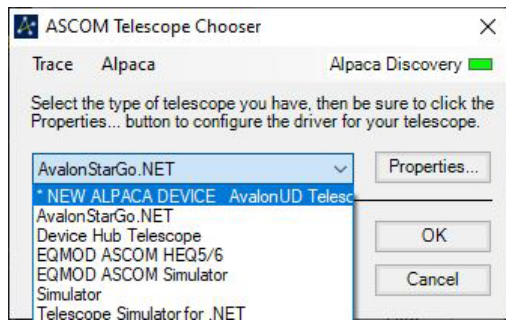 ASCOM Telescope Chooser
Trace Alpaca Alpaca Discovery
Select the type of telescope you have, then be sure to click the
Properties... button to configure the driver for your telescope.
AvalonStarGo.NET Properties...
* NEW ALPACA DEVICE AvalonUD Telesc
AvalonStarGo.NET
Device Hub Telescope OK
EQMOD ASCOM HEQ5/6
EQMOD ASCOM Simulator Cancel
Simulator
Telescope Simulator for .NET